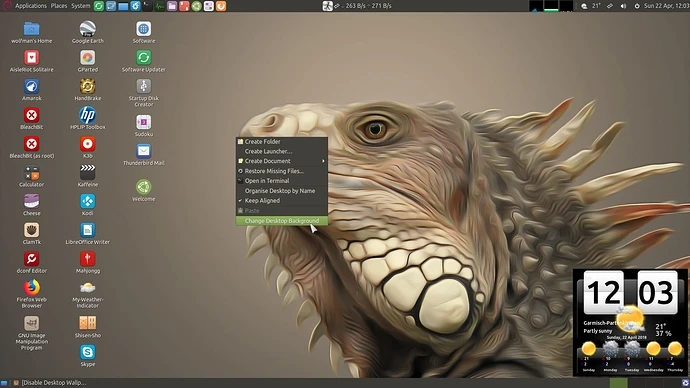 Applications Places System
263 B/s 271 B/s
21° Sun 22 Apr, 12:03
wolfman's Home
Google Earth
Software
AisleRiot Solitaire
GParted
Software Updater
Amarok
HandBrake
Startup Disk
Creator
BleachBit
HPLIP Toolbox
Sudoku
BleachBit (as root)
K3b
Thunderbird Mail
Calculator
Kaffeine
Welcome
Cheese
Kodi
ClamTk
LibreOffice Writer
dconf Editor
Mahjongg
Firefox Web
Browser
My-Weather-
Indicator
GNU Image
Manipulation
Program
Shisen-Sho
Skype
Create Folder
Create Launcher...
Create Document
Restore Missing Files...
Open in Terminal
Organise Desktop by Name
Keep Aligned
Paste
Change Desktop Background
12 03
Partly sunny
21°
37 %
Sunday, 22 April 2018
Sunday Monday Tuesday Wednesday Thursday
[Disable Desktop Wallp...